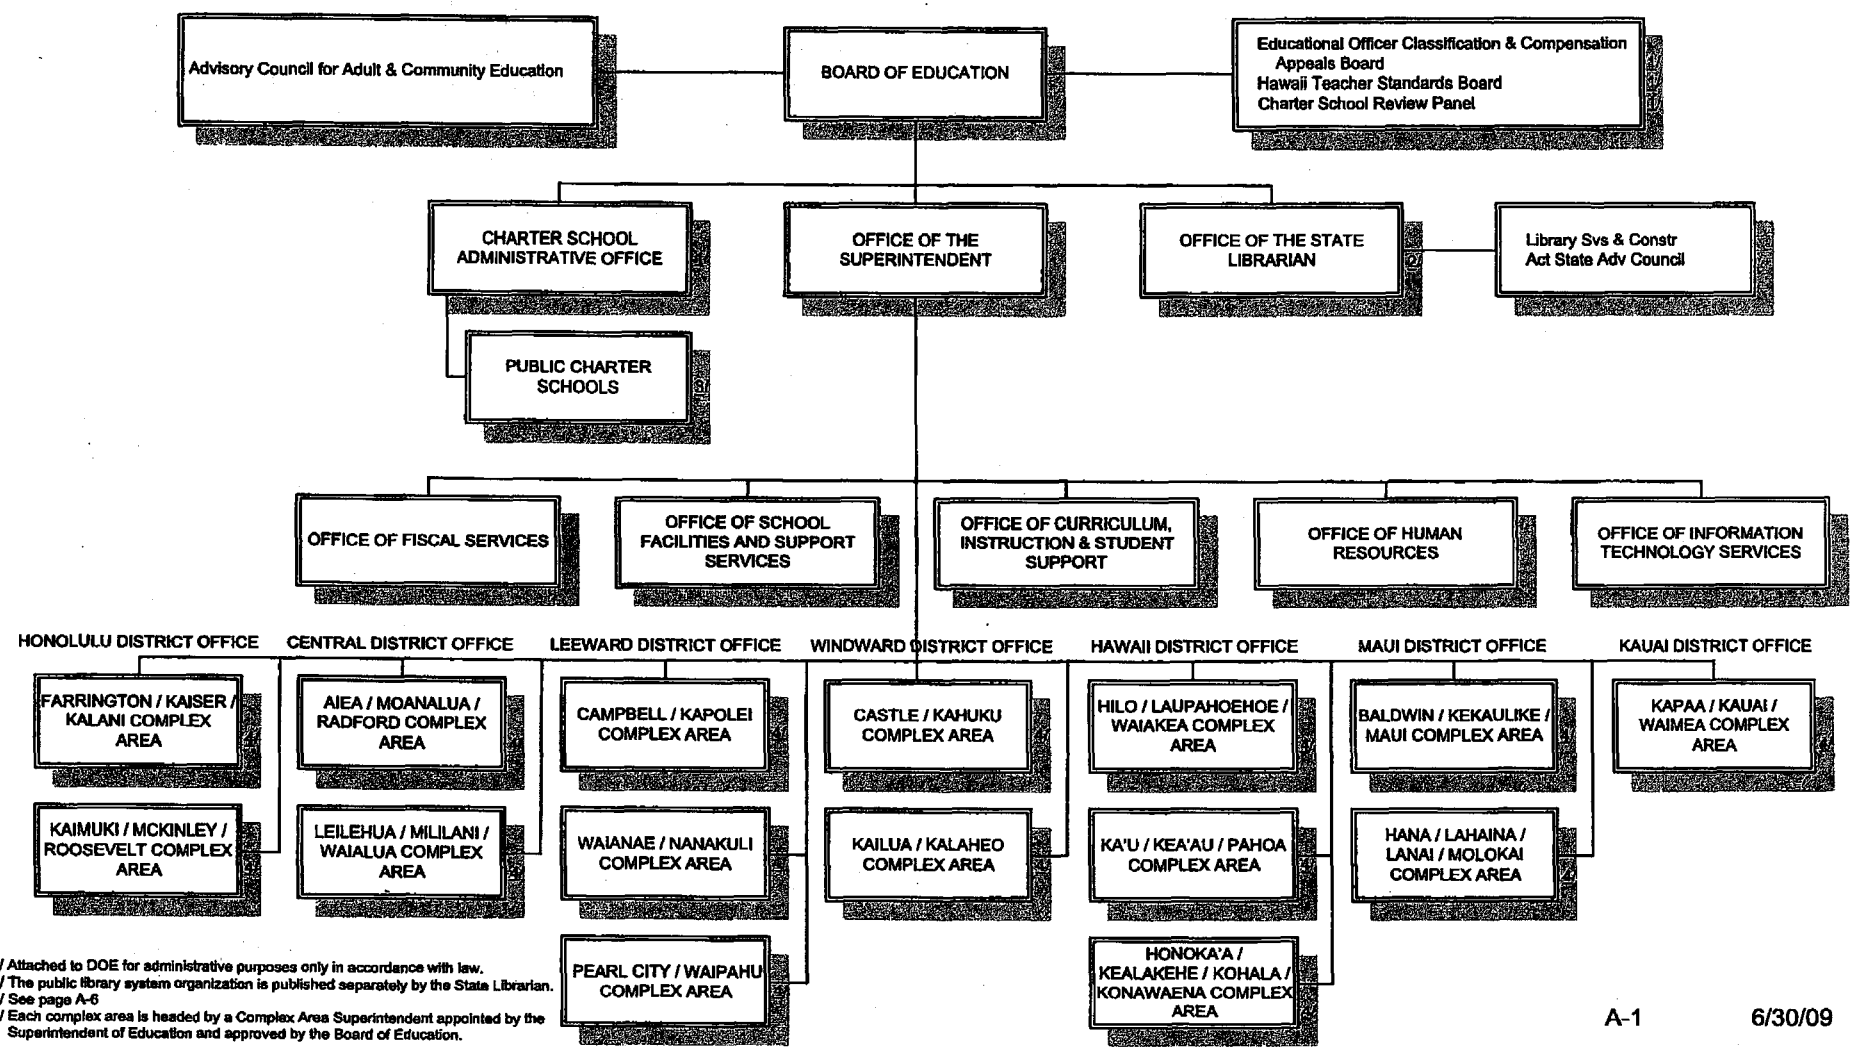 Advisory Council for Adult & Community Education
BOARD OF EDUCATION
Educational Officer Classification & Compensation
Appeals Board
Hawaii Teacher Standards Board
Charter School Review Panel
CHARTER SCHOOL
ADMINISTRATIVE OFFICE
OFFICE OF THE
SUPERINTENDENT
OFFICE OF THE STATE
LIBRARIAN
Library Svs & Constr
Act State Adv Council
PUBLIC CHARTER
SCHOOLS
OFFICE OF FISCAL SERVICES
OFFICE OF SCHOOL
FACILITIES AND SUPPORT
SERVICES
OFFICE OF CURRICULUM,
INSTRUCTION & STUDENT
SUPPORT
OFFICE OF HUMAN
RESOURCES
OFFICE OF INFORMATION
TECHNOLOGY SERVICES
HONOLULU DISTRICT OFFICE
CENTRAL DISTRICT OFFICE
LEEWARD DISTRICT OFFICE
WINDWARD DISTRICT OFFICE
HAWAII DISTRICT OFFICE
MAUI DISTRICT OFFICE
KAUAI DISTRICT OFFICE
FARRINGTON / KAISER /
KALANI COMPLEX
AREA
AIEA / MOANALUA /
RADFORD COMPLEX
AREA
CAMPBELL / KAPOLEI
COMPLEX AREA
CASTLE / KAHUKU
COMPLEX AREA
HILO / LAUPAHOEHOE /
WAIAKEA COMPLEX
AREA
BALDWIN / KEKAULIKE /
MAUI COMPLEX AREA
KAPAA / KAUAI /
WAIMEA COMPLEX
AREA
KAIMUKI / MCKINLEY /
ROOSEVELT COMPLEX
AREA
LEILEHUA / MILILANI /
WAIALUA COMPLEX
AREA
WAIANAE / NANAKULI
COMPLEX AREA
KAILUA / KALAHEO
COMPLEX AREA
KA'U / KEA'AU / PAHOA
COMPLEX AREA
HANA / LAHAINA /
LANAI / MOLOKAI
COMPLEX AREA
PEARL CITY / WAIPAHU
COMPLEX AREA
HONOKA'A /
KEALAKEHE / KOHALA /
KONAWAENA COMPLEX
AREA
/ Attached to DOE for administrative purposes only in accordance with law.
/ The public library system organization is published separately by the State Librarian.
/ See page A-6
/ Each complex area is headed by a Complex Area Superintendent appointed by the
Superintendent of Education and approved by the Board of Education.
A-1
6/30/09